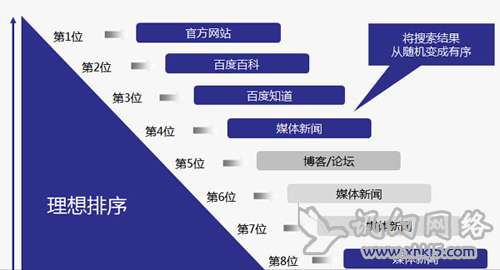 第1位 官方网站
将搜索结果
从随机变成有序
第2位 百度百科
第3位 百度知道
第4位 媒体新闻
第5位 博客/论坛
第6位 媒体新闻
理想排序
第7位 媒体新闻
第8位 媒体新闻
网络
www.xhkj5.com